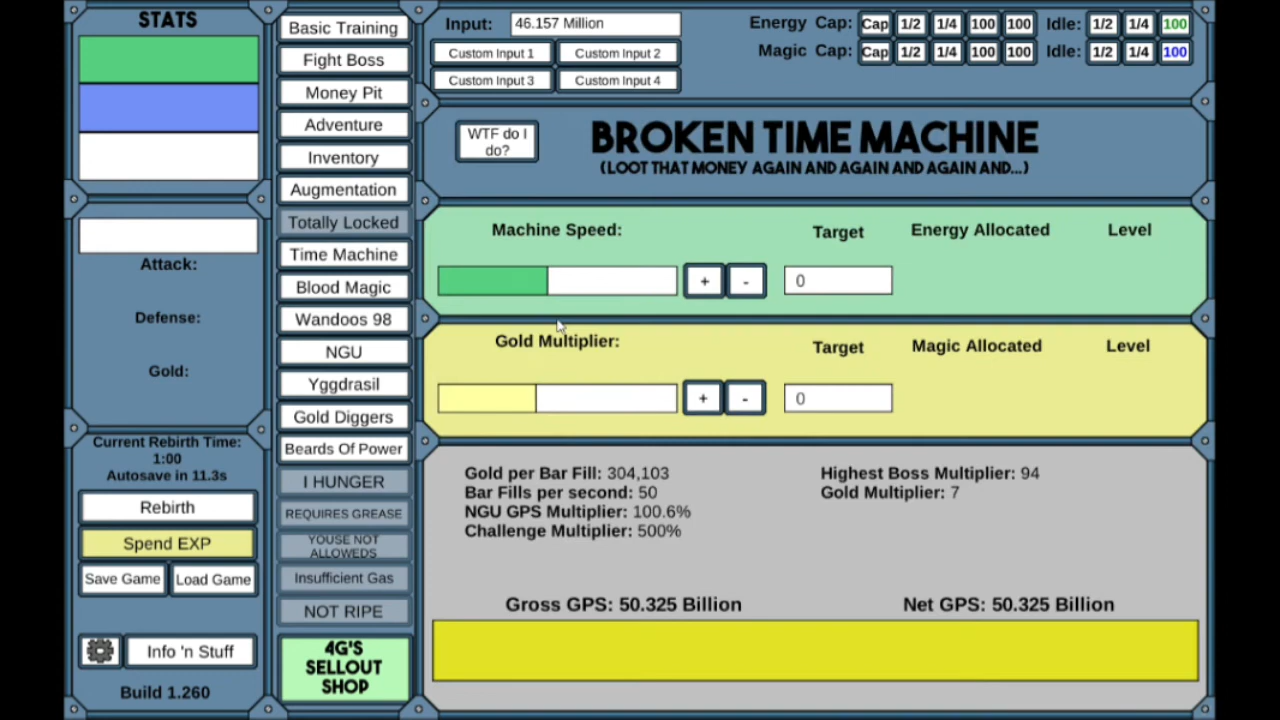 STATS
Attack:
Defense:
Gold:
Current Rebirth Time:
1:00
Autosave in 11.3s
Rebirth
Spend EXP
Save Game
Load Game
Info 'n Stuff
Build 1.260
Basic Training
Fight Boss
Money Pit
Adventure
Inventory
Augmentation
Totally Locked
Time Machine
Blood Magic
Wandoos 98
NGU
Yggdrasil
Gold Diggers
Beards Of Power
I HUNGER
REQUIRES GREASE
YOUSE NOT
ALLOWEDS
Insufficient Gas
NOT RIPE
4G'S
SELLOUT
SHOP
Input: 46.157 Million
Custom Input 1
Custom Input 2
Custom Input 3
Custom Input 4
Energy Cap: Cap 1/2 1/4 100 100 Idle: 1/2 1/4 100
Magic Cap: Cap 1/2 1/4 100 100 Idle: 1/2 1/4 100
WTF do I
do?
BROKEN TIME MACHINE
(LOOT THAT MONEY AGAIN AND AGAIN AND AGAIN AND...)
Machine Speed: Target Energy Allocated Level
+ - 0
Gold Multiplier: Target Magic Allocated Level
+ - 0
Gold per Bar Fill: 304,103
Bar Fills per second: 50
NGU GPS Multiplier: 100.6%
Challenge Multiplier: 500%
Highest Boss Multiplier: 94
Gold Multiplier: 7
Gross GPS: 50.325 Billion
Net GPS: 50.325 Billion